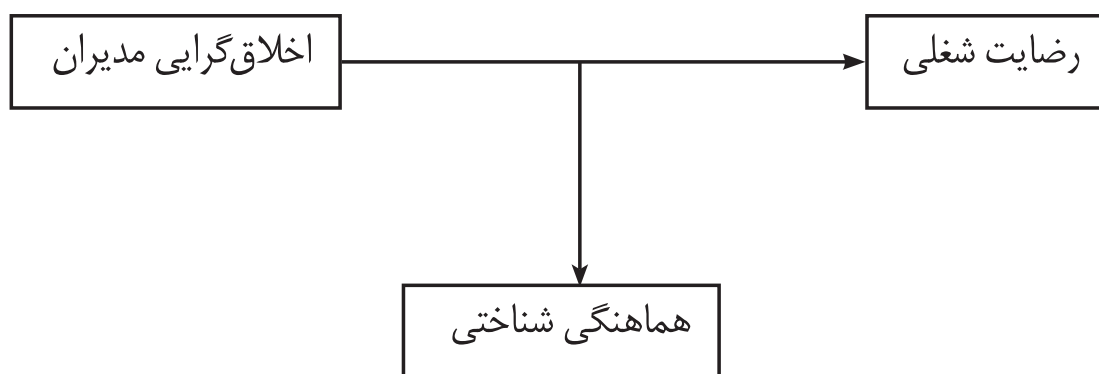 رضایت شغلی
اخلاق‌گرایی مدیران
هماهنگی شناختی